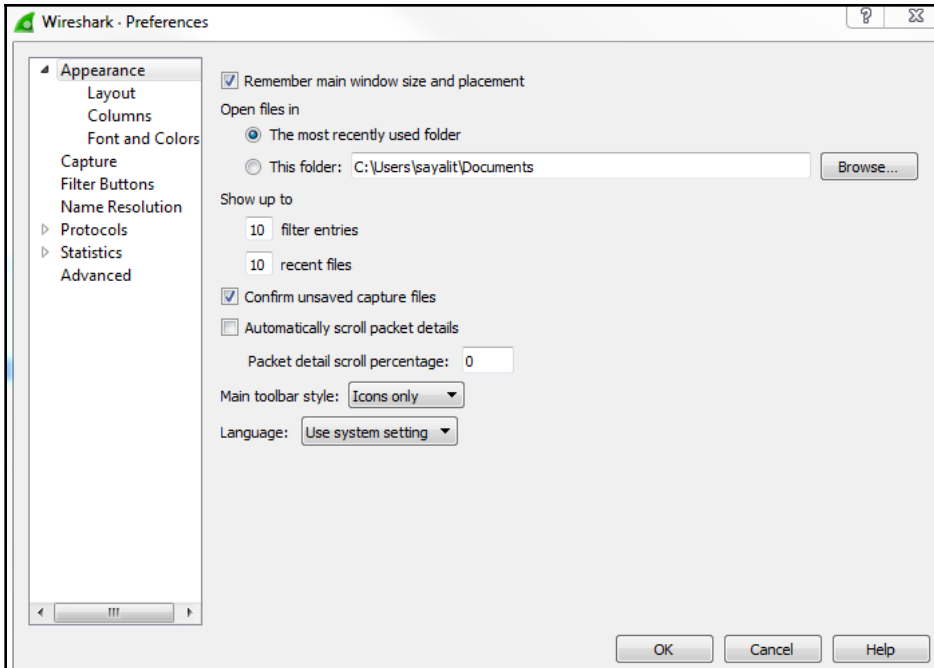 Wireshark · Preferences
Appearance
Layout
Columns
Font and Colors
Capture
Filter Buttons
Name Resolution
Protocols
Statistics
Advanced
Remember main window size and placement
Open files in
The most recently used folder
This folder: C:\Users\sayalit\Documents Browse...
Show up to
10 filter entries
10 recent files
Confirm unsaved capture files
Automatically scroll packet details
Packet detail scroll percentage: 0
Main toolbar style: Icons only
Language: Use system setting
OK Cancel Help